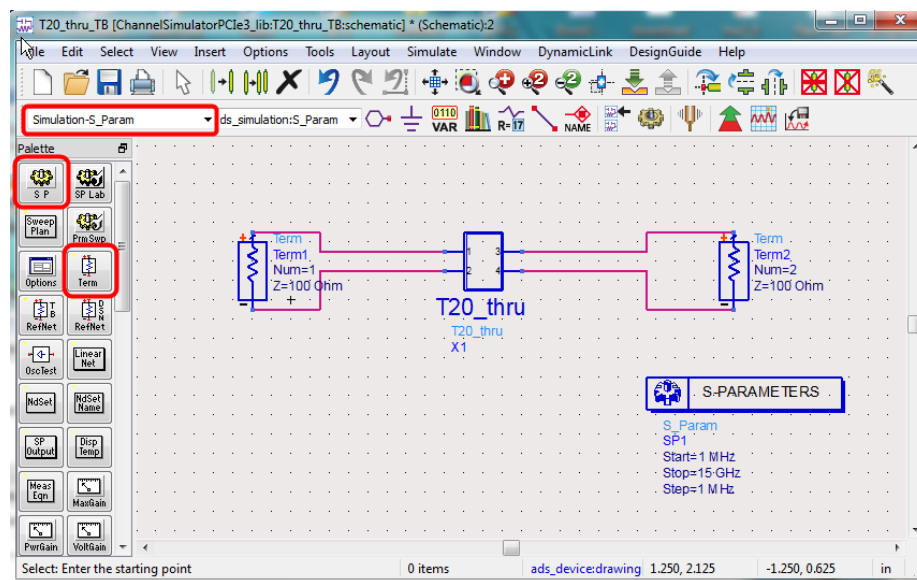 T20_thru_TB [ChannelSimulatorPCIe3_lib:T20_thru_TB:schematic] * (Schematic):2
File Edit Select View Insert Options Tools Layout Simulate Window DynamicLink DesignGuide Help
Simulation-S_Param
ds_simulation:S_Param
0110
VAR
R=17
NAME
Palette
S P
SP Lab
Sweep
Plan
PrmSwp
Options
Term
T
B
RefNet
D
S
N
RefNet
OscTest
Linear
Net
NdSet
NdSet
Name
SP
Output
Disp
Temp
Meas
Eqn
MaxGain
PwrGain
VoltGain
+
Term
Term1
Num=1
Z=100 Ohm
+
-
1
2
3
4
T20_thru
T20_thru
X1
+
Term
Term2
Num=2
Z=100 Ohm
-
S-PARAMETERS
S_Param
SP1
Start=1 MHz
Stop=15 GHz
Step=1 MHz
Select: Enter the starting point
0 items
ads_device:drawing
1.250, 2.125
-1.250, 0.625
in